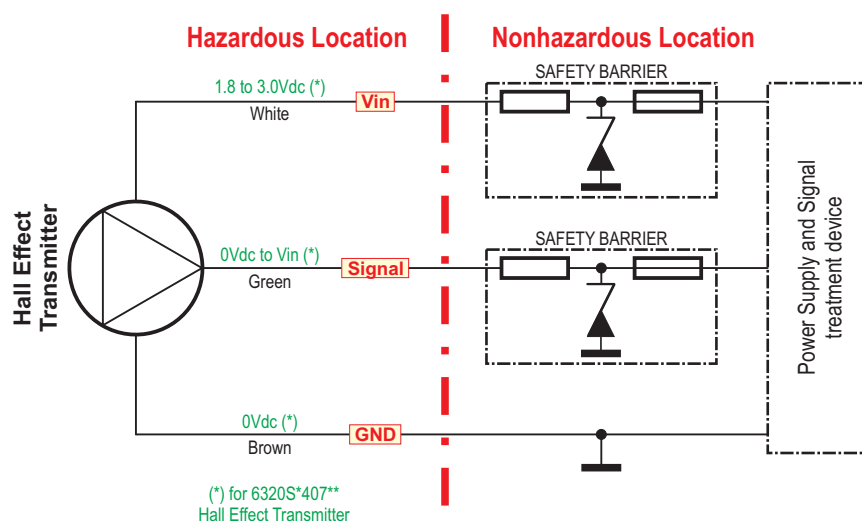 Hazardous Location
Nonhazardous Location
SAFETY BARRIER
1.8 to 3.0Vdc (*)
Vin
White
Hall Effect
Transmitter
0Vdc to Vin (*)
Signal
Green
SAFETY BARRIER
Power Supply and Signal
treatment device
0Vdc (*)
GND
Brown
(*) for 6320S*407**
Hall Effect Transmitter